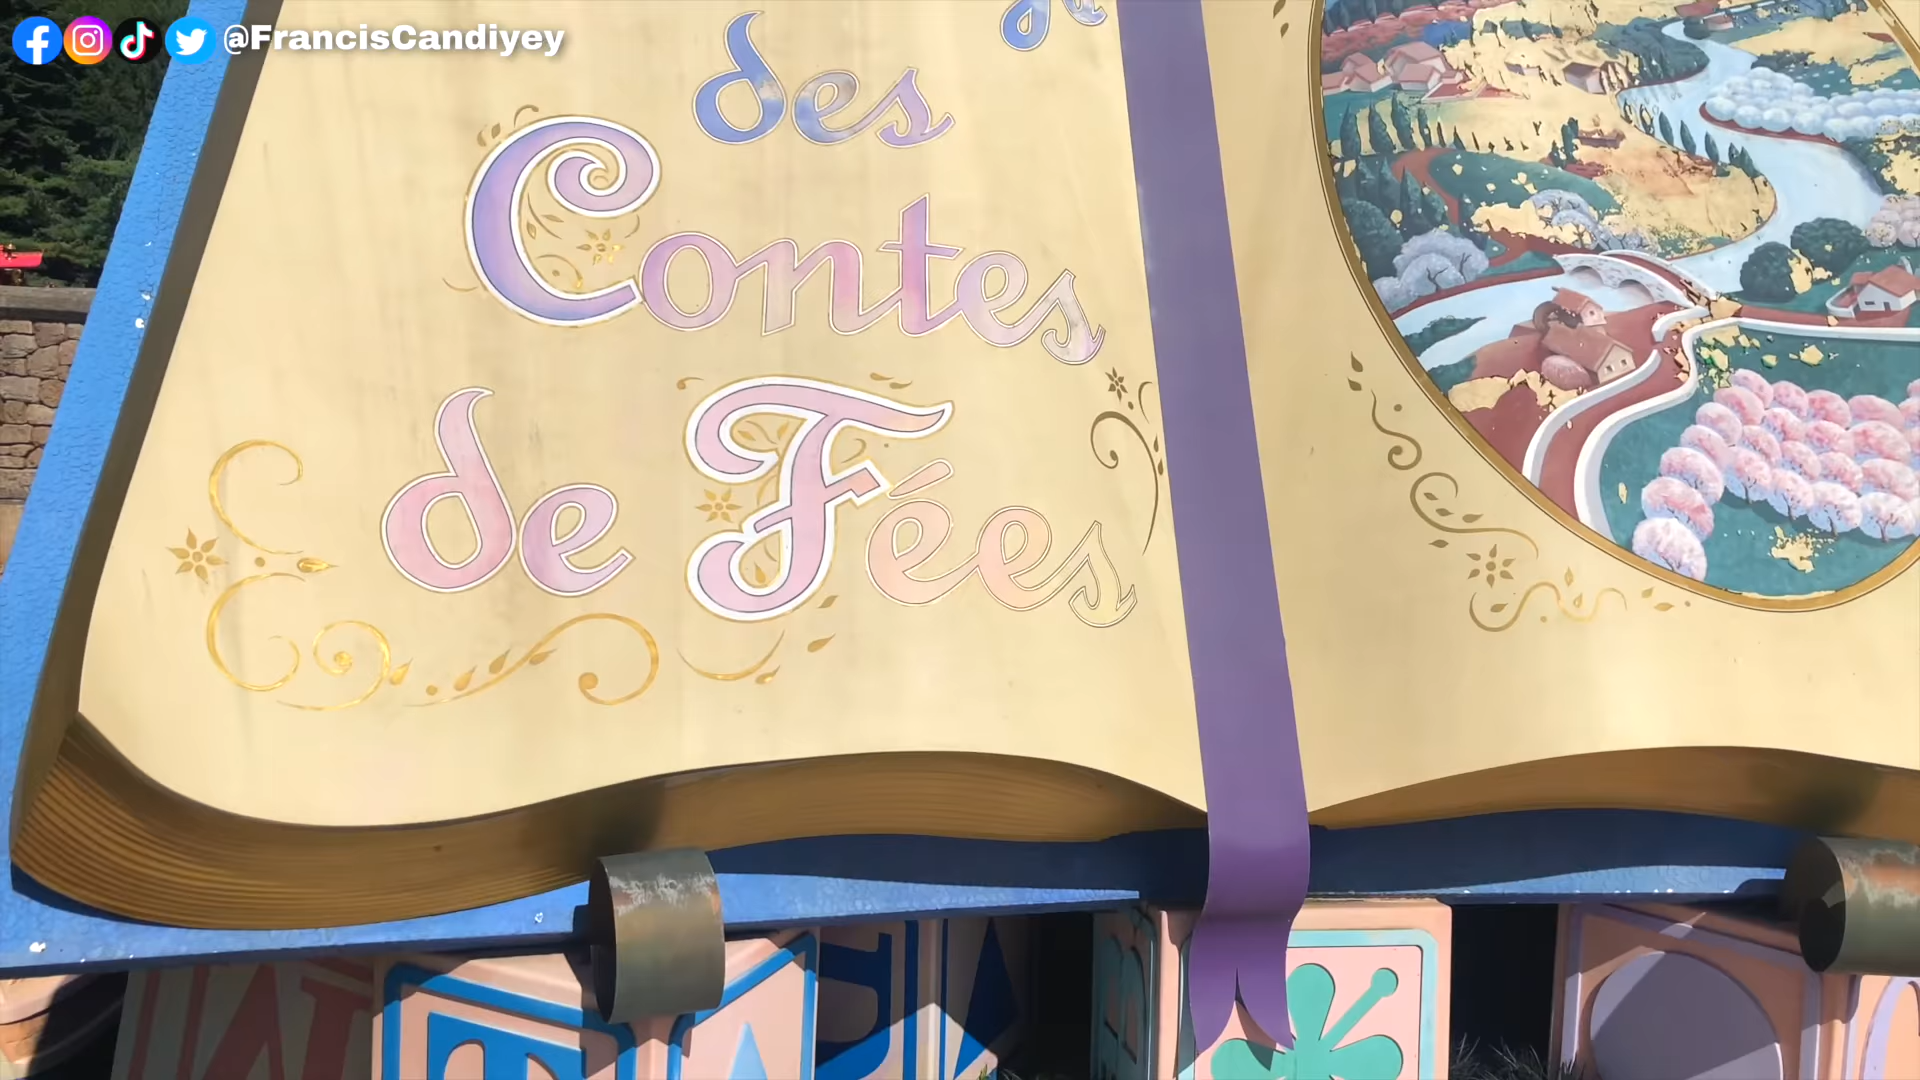 @FrancisCandiyey
des
Contes
de Fées
T